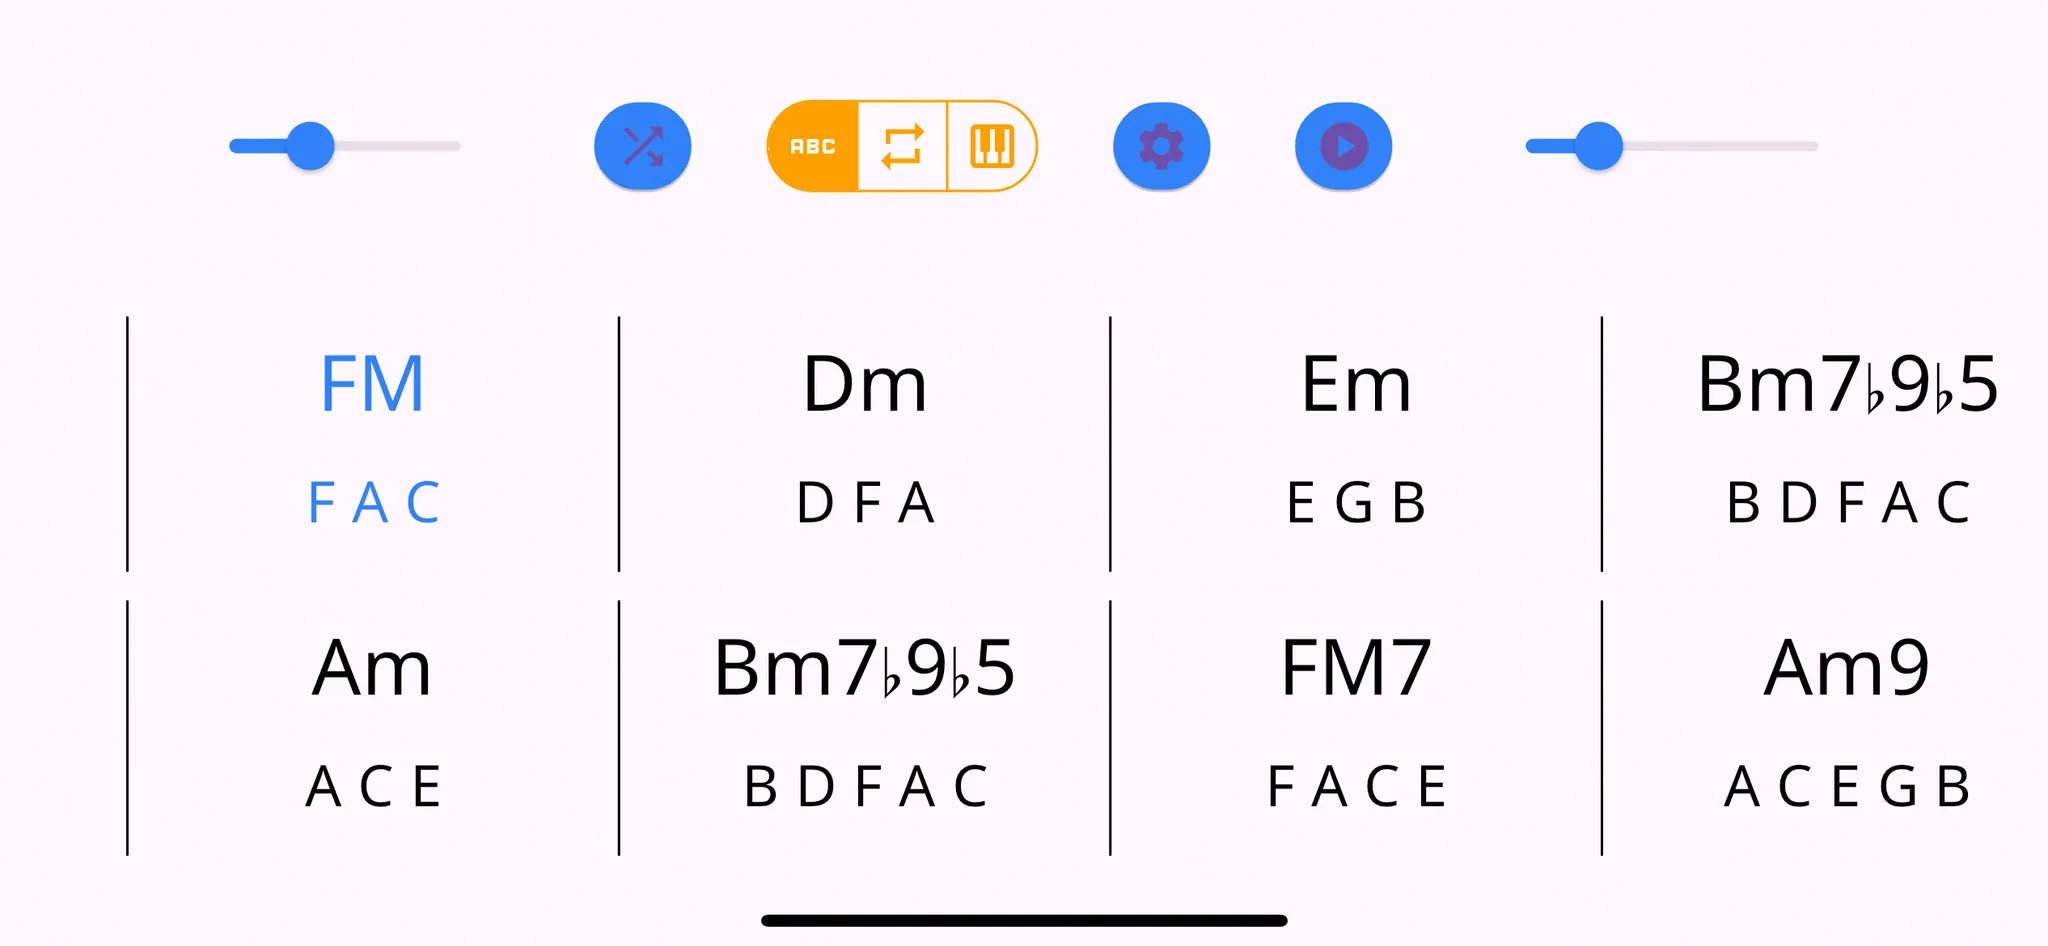 ABC
FM Dm Em Bm7♭9♭5
F A C D F A E G B B D F A C
Am Bm7♭9♭5 FM7 Am9
A C E B D F A C F A C E A C E G B